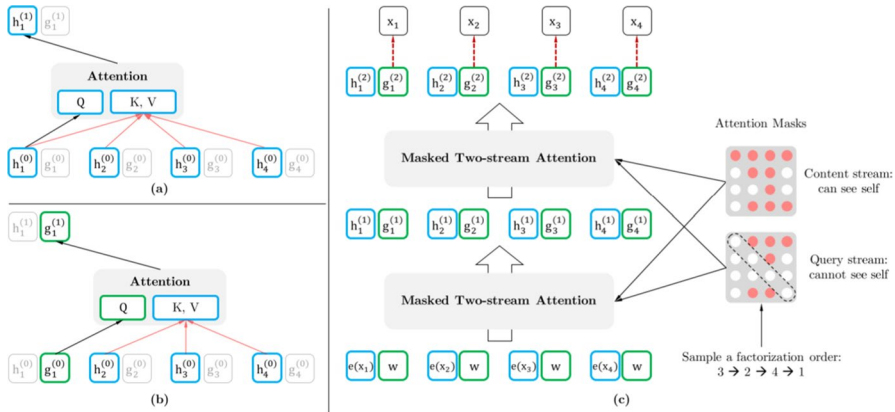 h₁⁽¹⁾ g₁⁽¹⁾
Attention
Q K, V
h₁⁽⁰⁾ g₁⁽⁰⁾ h₂⁽⁰⁾ g₂⁽⁰⁾ h₃⁽⁰⁾ g₃⁽⁰⁾ h₄⁽⁰⁾ g₄⁽⁰⁾
(a)
h₁⁽¹⁾ g₁⁽¹⁾
Attention
Q K, V
h₁⁽⁰⁾ g₁⁽⁰⁾ h₂⁽⁰⁾ g₂⁽⁰⁾ h₃⁽⁰⁾ g₃⁽⁰⁾ h₄⁽⁰⁾ g₄⁽⁰⁾
(b)
x₁ x₂ x₃ x₄
h₁⁽²⁾ g₁⁽²⁾ h₂⁽²⁾ g₂⁽²⁾ h₃⁽²⁾ g₃⁽²⁾ h₄⁽²⁾ g₄⁽²⁾
Masked Two-stream Attention
h₁⁽¹⁾ g₁⁽¹⁾ h₂⁽¹⁾ g₂⁽¹⁾ h₃⁽¹⁾ g₃⁽¹⁾ h₄⁽¹⁾ g₄⁽¹⁾
Masked Two-stream Attention
e(x₁) w e(x₂) w e(x₃) w e(x₄) w
(c)
Attention Masks
Content stream:
can see self
Query stream:
cannot see self
Sample a factorization order:
3 → 2 → 4 → 1